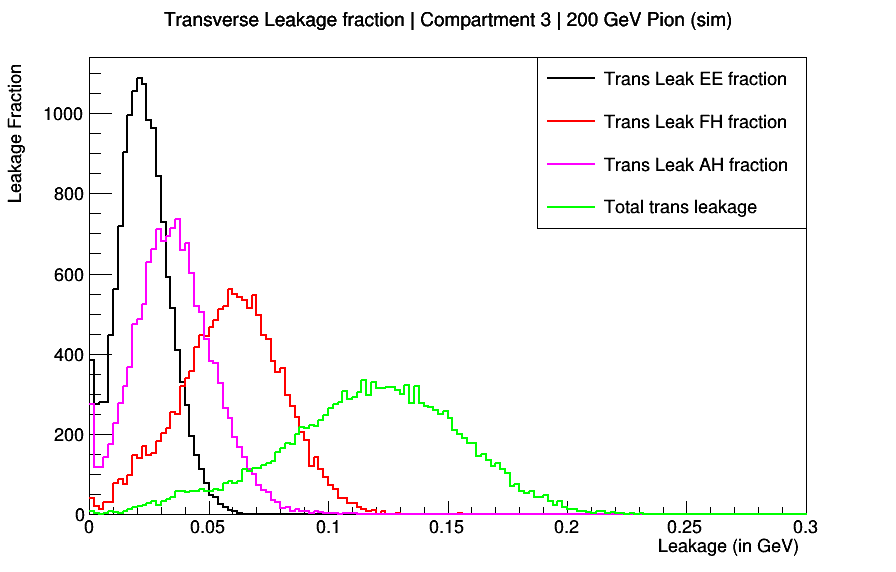 Transverse Leakage fraction | Compartment 3 | 200 GeV Pion (sim)
Leakage Fraction
Trans Leak EE fraction
Trans Leak FH fraction
Trans Leak AH fraction
Total trans leakage
1000
800
600
400
200
0
0 0.05 0.1 0.15 0.2 0.25 0.3
Leakage (in GeV)